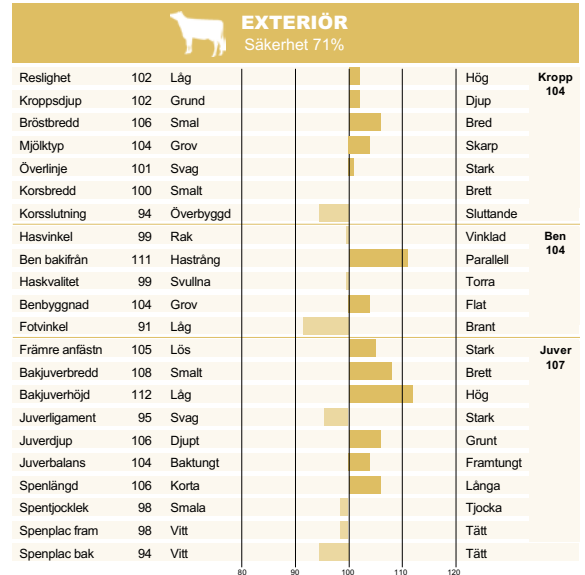 EXTERIÖR
Säkerhet 71%
Reslighet 102 Låg Hög Kropp
104
Kroppsdjup 102 Grund Djup
Bröstbredd 106 Smal Bred
Mjölktyp 104 Grov Skarp
Överlinje 101 Svag Stark
Korsbredd 100 Smalt Brett
Korsslutning 94 Överbyggd Sluttande
Hasvinkel 99 Rak Vinklad Ben
104
Ben bakifrån 111 Hastrång Parallell
Haskvalitet 99 Svullna Torra
Benbyggnad 104 Grov Flat
Fotvinkel 91 Låg Brant
Främre anfästn 105 Lös Stark Juver
107
Bakjuverbredd 108 Smalt Brett
Bakjuverhöjd 112 Låg Hög
Juverligament 95 Svag Stark
Juverdjup 106 Djupt Grunt
Juverbalans 104 Baktungt Framtungt
Spenlängd 106 Korta Långa
Spentjocklek 98 Smala Tjocka
Spenplac fram 98 Vitt Tätt
Spenplac bak 94 Vitt Tätt
80 90 100 110 120